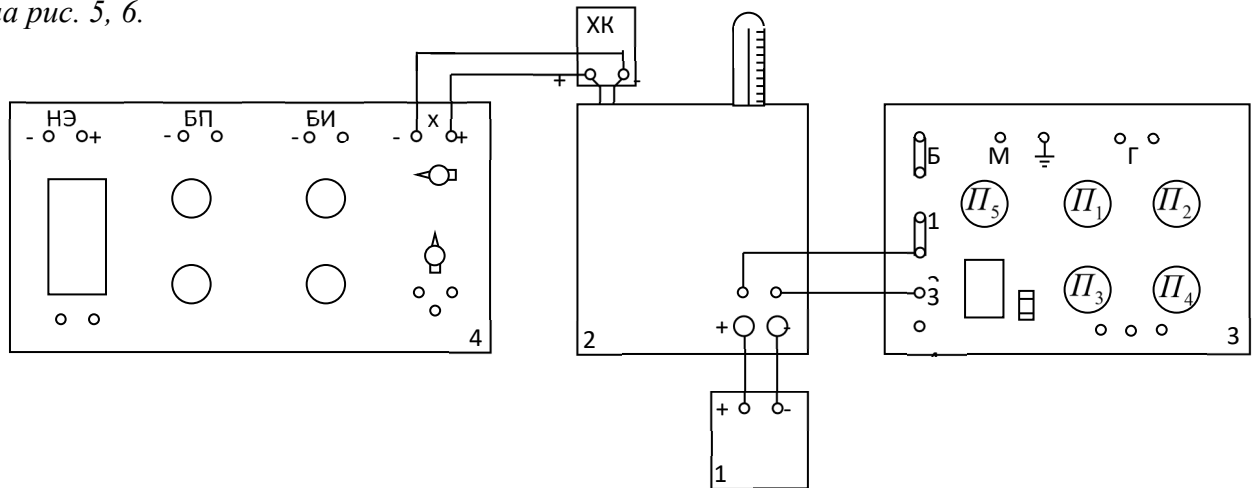 рис. 5, 6.
ХК
+ -
НЭ БП БИ х
- + - - - +
4
2
+ -
+ -
1
Б М Г
П5 П1 П2
1
3
П3 П4
3